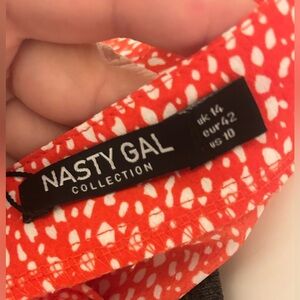 NASTY GAL
COLLECTION
uk 14
eur 42
us 10